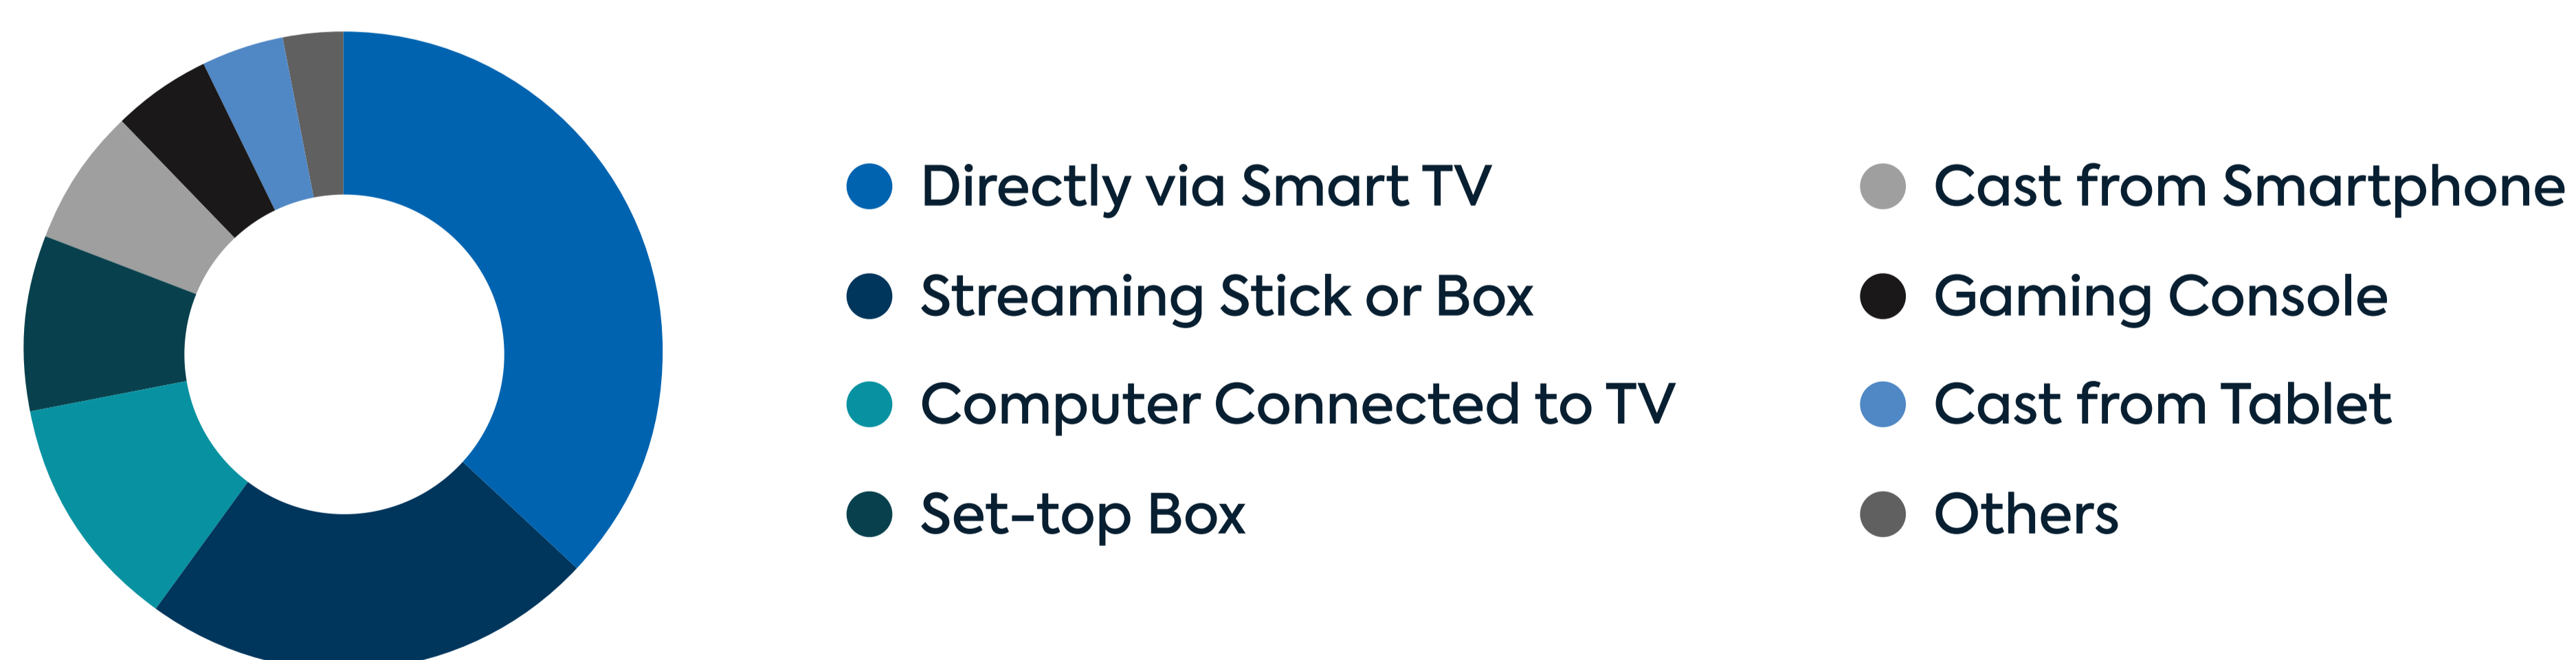 Directly via Smart TV
Streaming Stick or Box
Computer Connected to TV
Set-top Box
Cast from Smartphone
Gaming Console
Cast from Tablet
Others